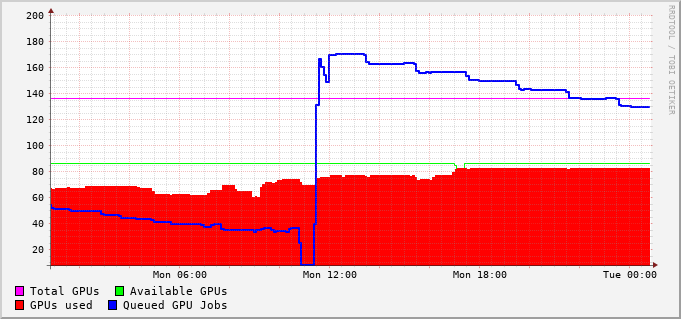 200
180
160
140
120
100
80
60
40
20
Mon 06:00 Mon 12:00 Mon 18:00 Tue 00:00
Total GPUs Available GPUs
GPUs used Queued GPU Jobs
RRDTOOL / TOBI OETIKER